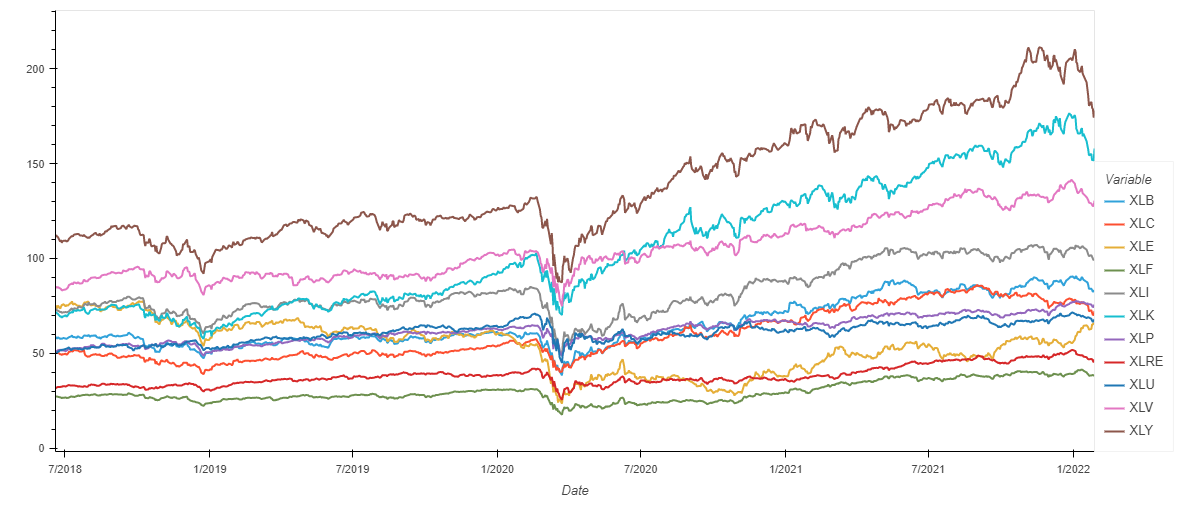 200
150
100
50
0
7/2018 1/2019 7/2019 1/2020 7/2020 1/2021 7/2021 1/2022
Date
Variable
XLB
XLC
XLE
XLF
XLI
XLK
XLP
XLRE
XLU
XLV
XLY